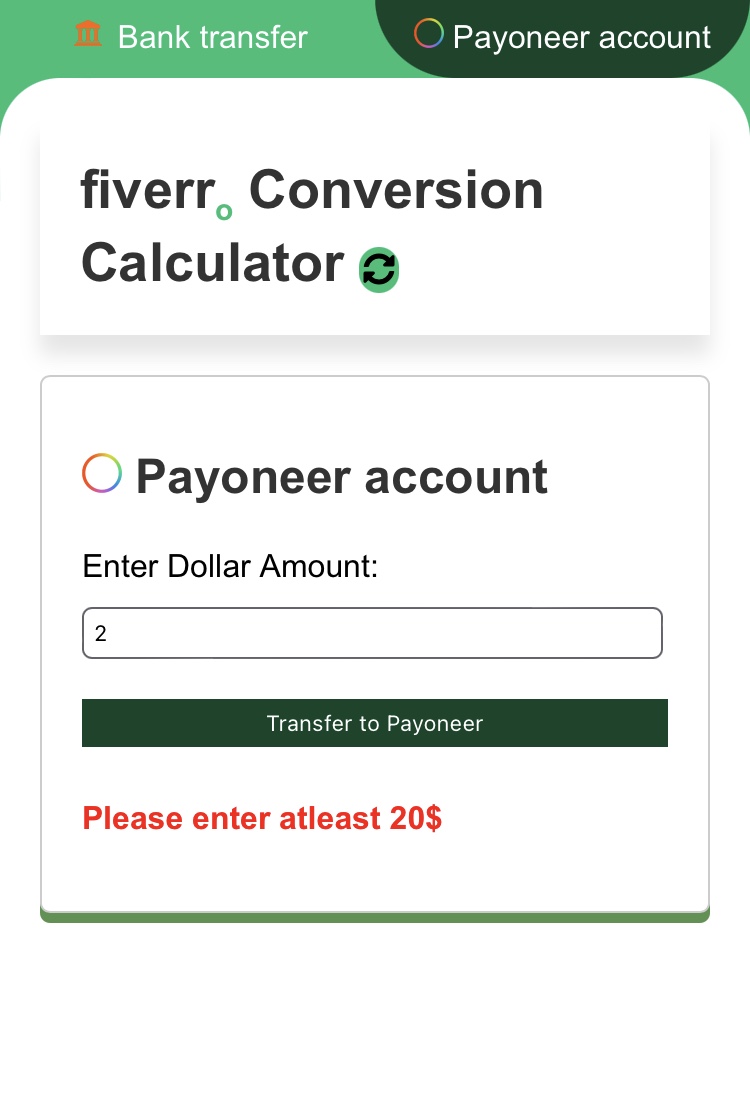 Bank transfer
Payoneer account
fiverr. Conversion
Calculator
Payoneer account
Enter Dollar Amount:
2
Transfer to Payoneer
Please enter atleast 20$